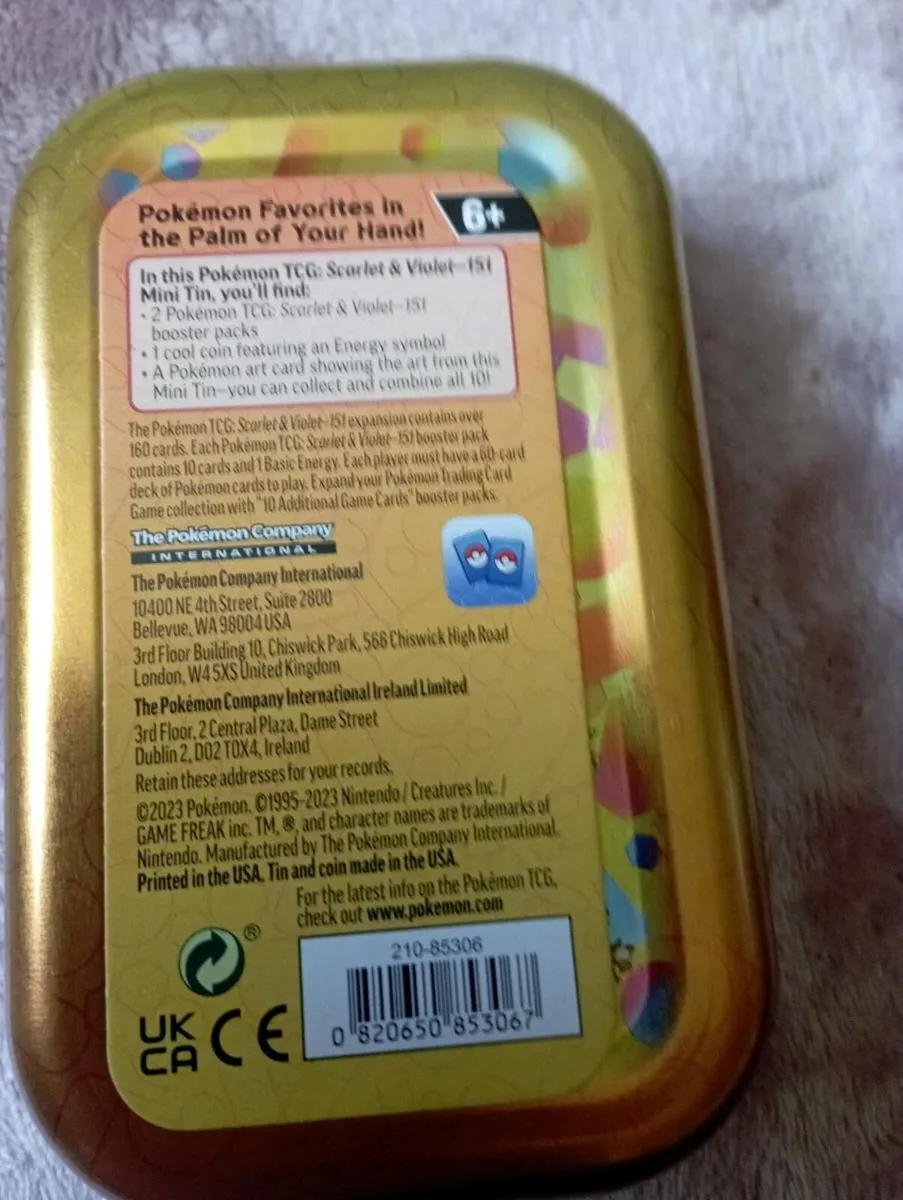 Pokémon Favorites in
the Palm of Your Hand!
6+
In this Pokémon TCG: Scarlet & Violet—151
Mini Tin, you'll find:
• 2 Pokémon TCG: Scarlet & Violet—151
booster packs
• 1 cool coin featuring an Energy symbol
• A Pokémon art card showing the art from this
Mini Tin—you can collect and combine all 10!
The Pokémon TCG: Scarlet & Violet—151 expansion contains over
160 cards. Each Pokémon TCG: Scarlet & Violet—151 booster pack
contains 10 cards and 1 Basic Energy. Each player must have a 60-card
deck of Pokémon cards to play. Expand your Pokémon Trading Card
Game collection with "10 Additional Game Cards" booster packs.
The Pokémon Company
INTERNATIONAL
The Pokémon Company International
10400 NE 4th Street, Suite 2800
Bellevue, WA 98004 USA
3rd Floor Building 10, Chiswick Park, 566 Chiswick High Road
London, W4 5XS United Kingdom
The Pokémon Company International Ireland Limited
3rd Floor, 2 Central Plaza, Dame Street
Dublin 2, D02 T0X4, Ireland
Retain these addresses for your records.
©2023 Pokémon. ©1995–2023 Nintendo / Creatures Inc. /
GAME FREAK inc. TM, ®, and character names are trademarks of
Nintendo. Manufactured by The Pokémon Company International.
Printed in the USA. Tin and coin made in the USA.
For the latest info on the Pokémon TCG,
check out www.pokemon.com
®
210-85306
0 820650 853067
UK
CA
CE